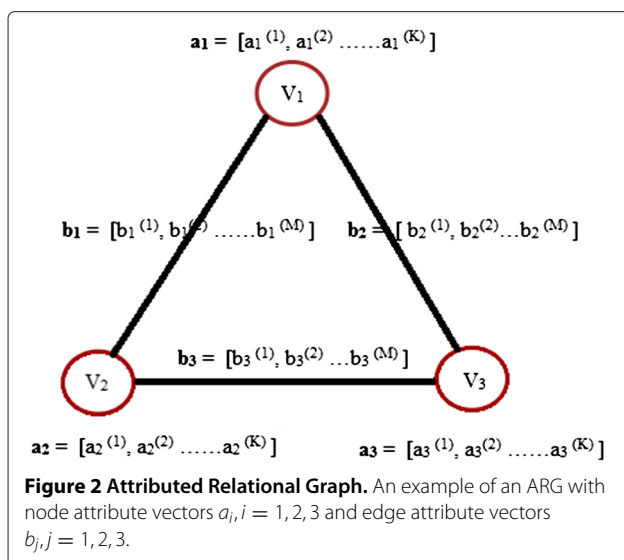 a₁ = [a₁⁽¹⁾, a₁⁽²⁾ ......a₁⁽ᴷ⁾]
V₁
b₁ = [b₁⁽¹⁾, b₁⁽²⁾ ......b₁⁽ᴹ⁾] b₂ = [b₂⁽¹⁾, b₂⁽²⁾...b₂⁽ᴹ⁾]
b₃ = [b₃⁽¹⁾, b₃⁽²⁾ ...b₃⁽ᴹ⁾]
V₂ V₃
a₂ = [a₂⁽¹⁾, a₂⁽²⁾ ......a₂⁽ᴷ⁾] a₃ = [a₃⁽¹⁾, a₃⁽²⁾ ......a₃⁽ᴷ⁾]
Figure 2 Attributed Relational Graph. An example of an ARG with
node attribute vectors aᵢ, i = 1, 2, 3 and edge attribute vectors
bⱼ, j = 1, 2, 3.